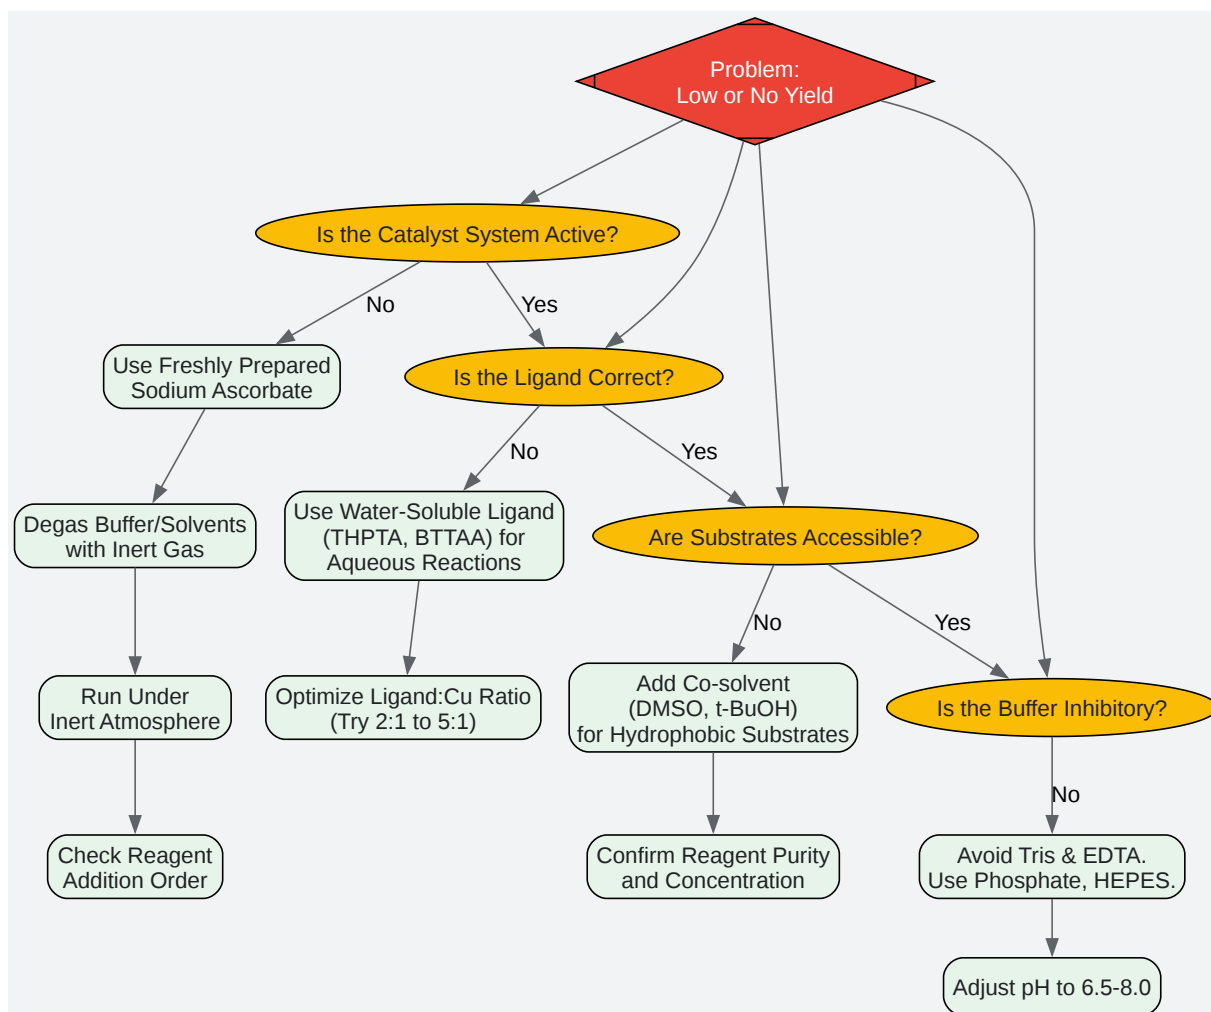 Problem:
Low or No Yield
Is the Catalyst System Active?
No
Yes
Use Freshly Prepared
Sodium Ascorbate
Is the Ligand Correct?
No
Yes
Degas Buffer/Solvents
with Inert Gas
Use Water-Soluble Ligand
(THPTA, BTTAA) for
Aqueous Reactions
Are Substrates Accessible?
No
Yes
Run Under
Inert Atmosphere
Optimize Ligand:Cu Ratio
(Try 2:1 to 5:1)
Add Co-solvent
(DMSO, t-BuOH)
for Hydrophobic Substrates
Is the Buffer Inhibitory?
No
Check Reagent
Addition Order
Confirm Reagent Purity
and Concentration
Avoid Tris & EDTA.
Use Phosphate, HEPES.
Adjust pH to 6.5-8.0